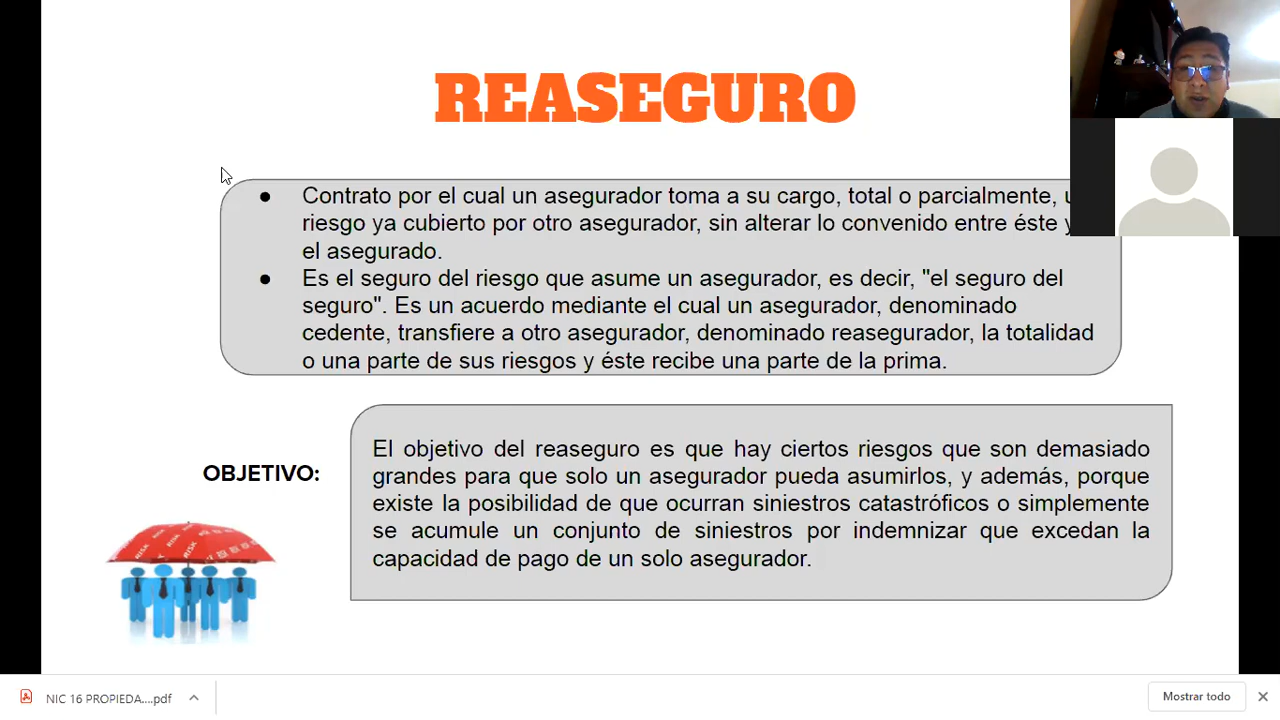 REASEGURO
● Contrato por el cual un asegurador toma a su cargo, total o parcialmente,
riesgo ya cubierto por otro asegurador, sin alterar lo convenido entre éste y
el asegurado.
● Es el seguro del riesgo que asume un asegurador, es decir, "el seguro del
seguro". Es un acuerdo mediante el cual un asegurador, denominado
cedente, transfiere a otro asegurador, denominado reasegurador, la totalidad
o una parte de sus riesgos y éste recibe una parte de la prima.
OBJETIVO:
El objetivo del reaseguro es que hay ciertos riesgos que son demasiado
grandes para que solo un asegurador pueda asumirlos, y además, porque
existe la posibilidad de que ocurran siniestros catastróficos o simplemente
se acumule un conjunto de siniestros por indemnizar que excedan la
capacidad de pago de un solo asegurador.
RISK RISK
NIC 16 PROPIEDA....pdf
Mostrar todo